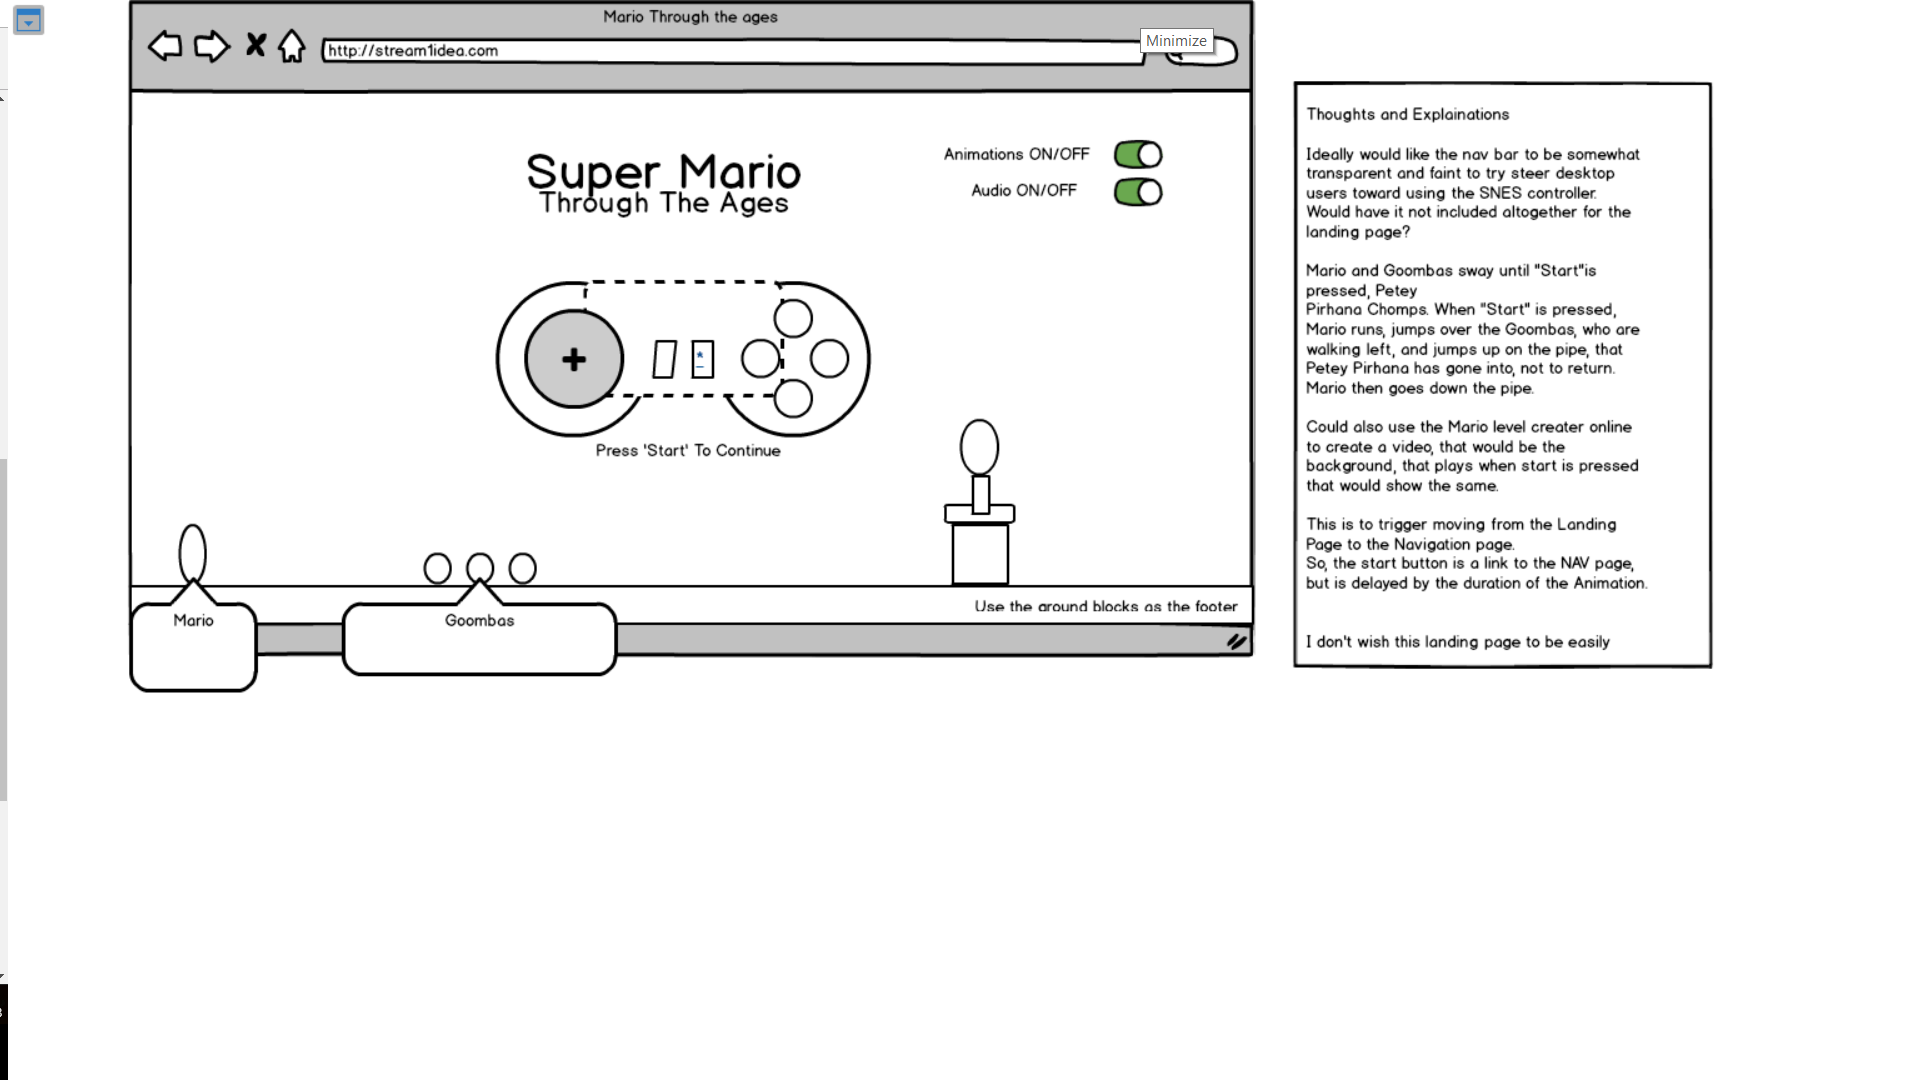 Mario Through the ages
http://stream1idea.com
Minimize
Super Mario
Through The Ages
Animations ON/OFF
Audio ON/OFF
Press 'Start' To Continue
Use the ground blocks as the footer
Mario
Goombas
Thoughts and Explainations
Ideally would like the nav bar to be somewhat
transparent and faint to try steer desktop
users toward using the SNES controller.
Would have it not included altogether for the
landing page?
Mario and Goombas sway until "Start"is
pressed, Petey
Pirhana Chomps. When "Start" is pressed,
Mario runs, jumps over the Goombas, who are
walking left, and jumps up on the pipe, that
Petey Pirhana has gone into, not to return.
Mario then goes down the pipe.
Could also use the Mario level creater online
to create a video, that would be the
background, that plays when start is pressed
that would show the same.
This is to trigger moving from the Landing
Page to the Navigation page.
So, the start button is a link to the NAV page,
but is delayed by the duration of the Animation.
I don't wish this landing page to be easily